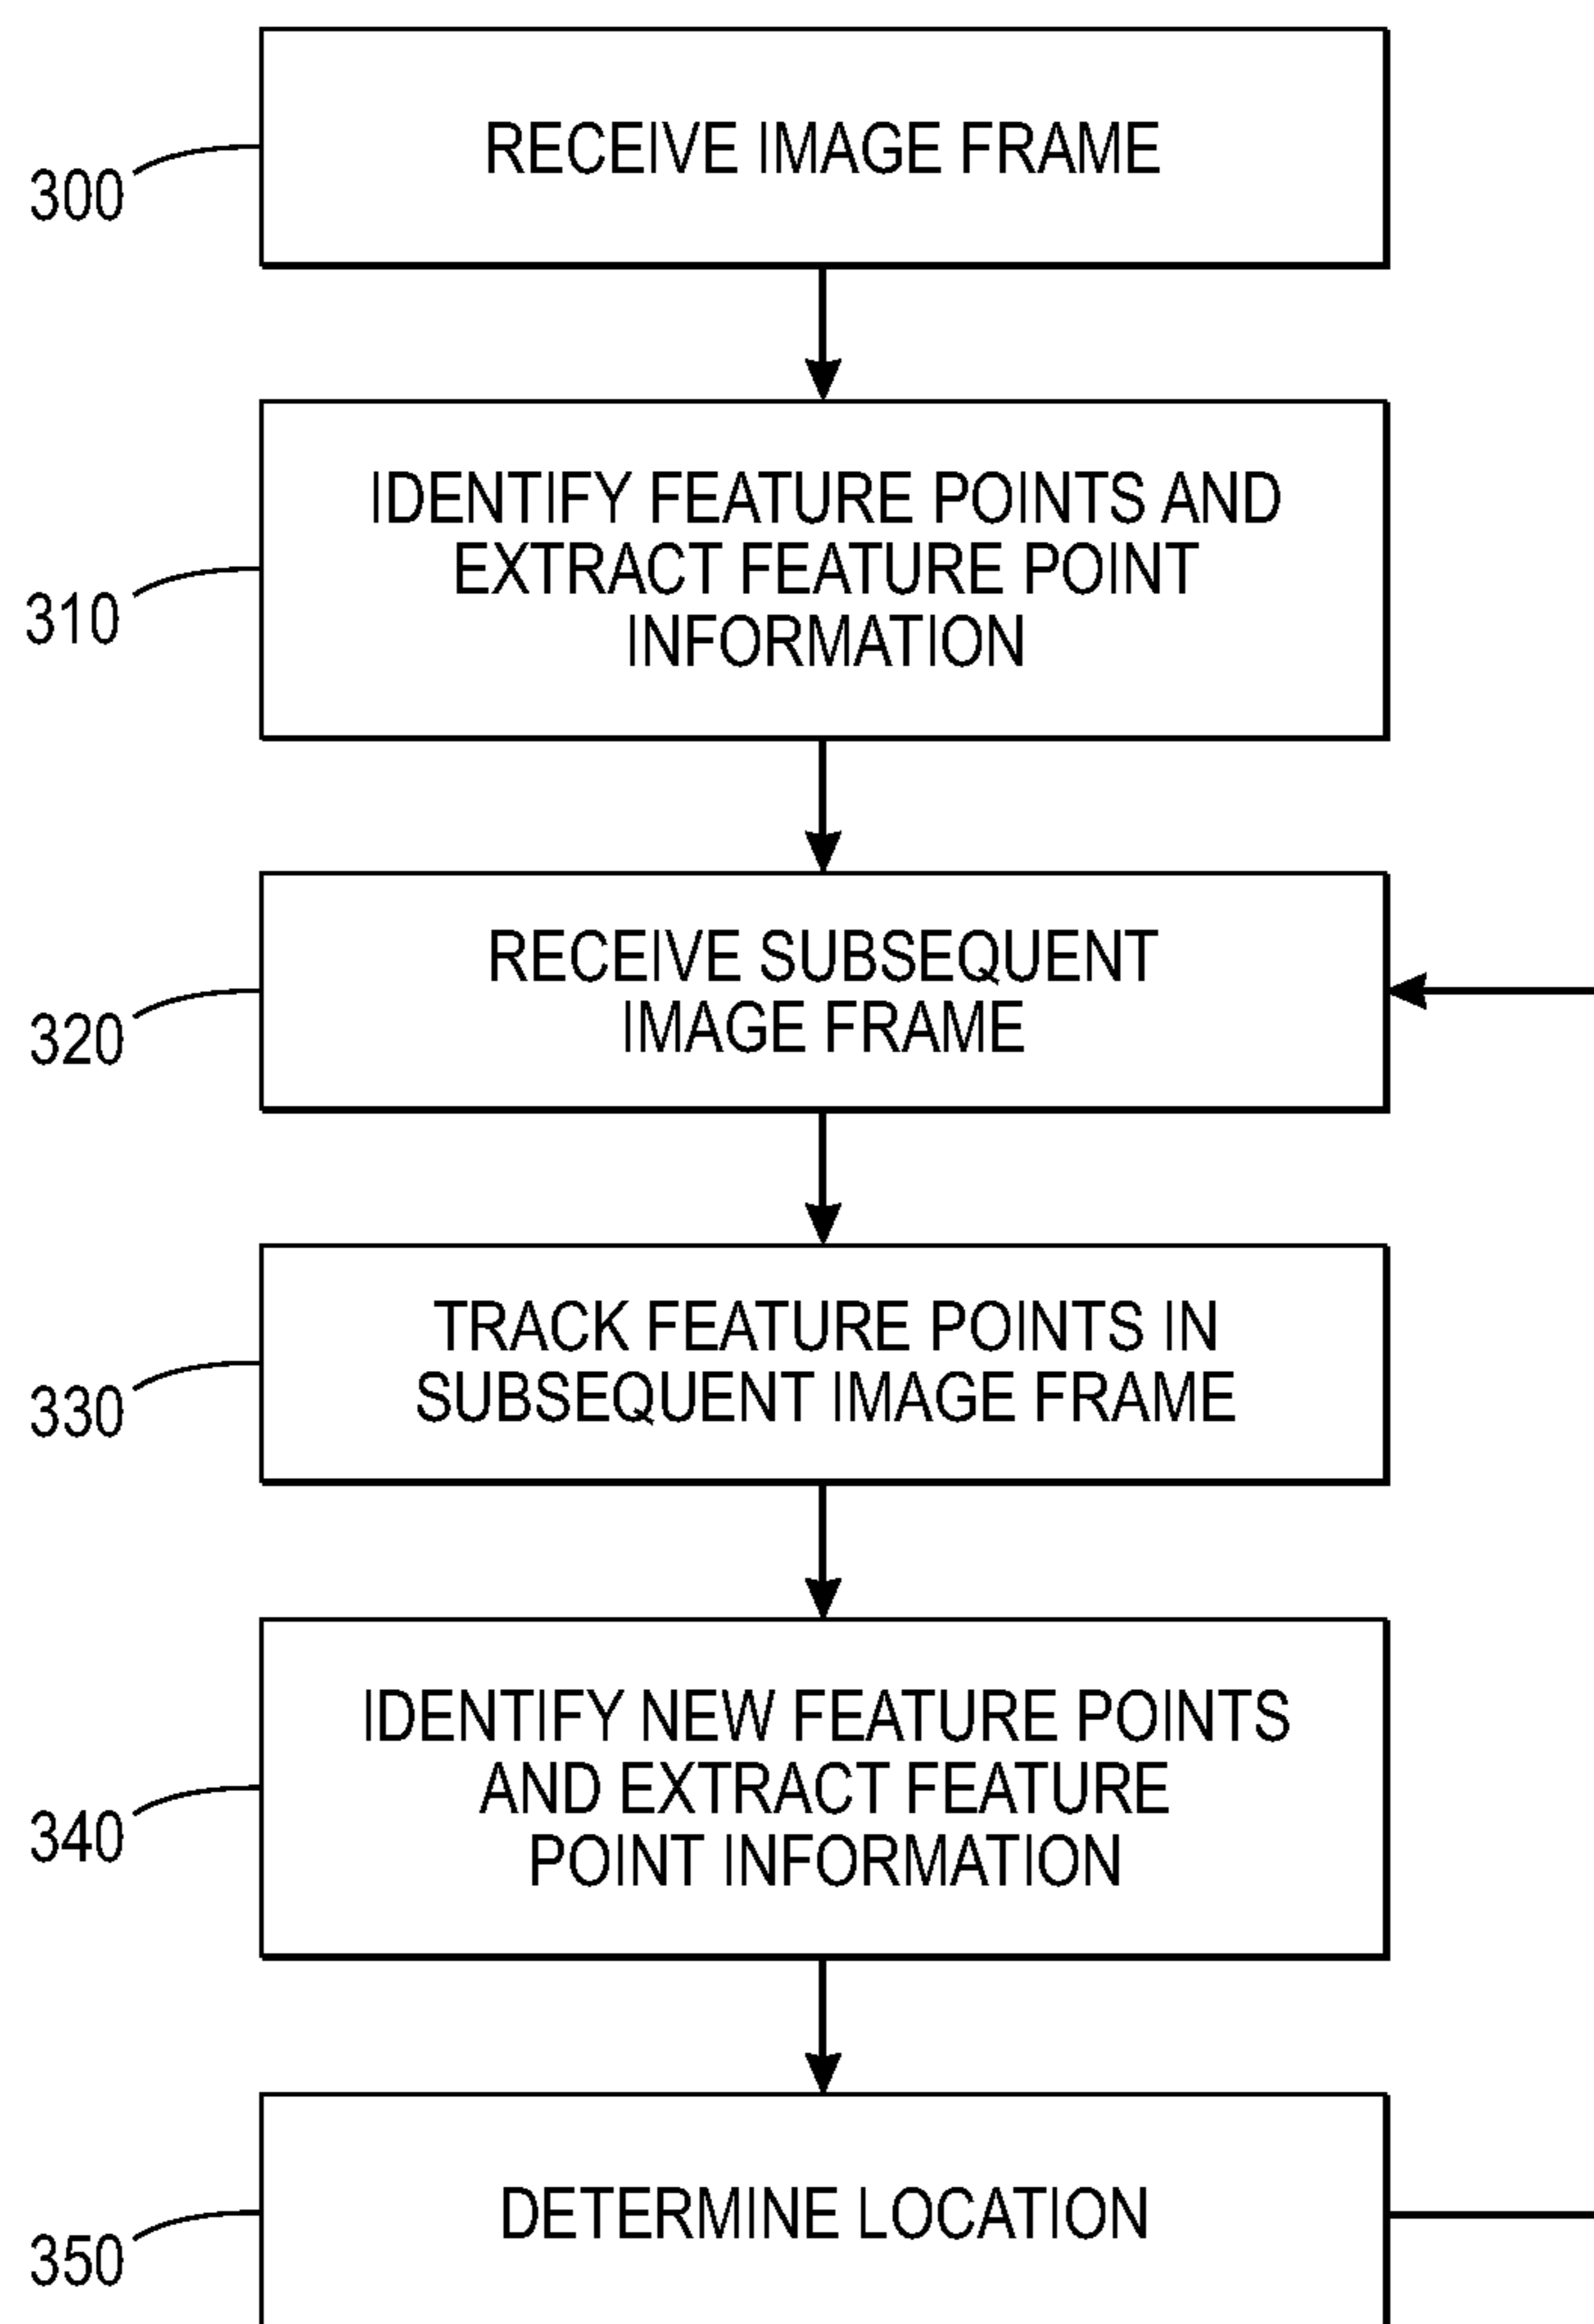 300
RECEIVE IMAGE FRAME
310
IDENTIFY FEATURE POINTS AND
EXTRACT FEATURE POINT
INFORMATION
320
RECEIVE SUBSEQUENT
IMAGE FRAME
330
TRACK FEATURE POINTS IN
SUBSEQUENT IMAGE FRAME
340
IDENTIFY NEW FEATURE POINTS
AND EXTRACT FEATURE
POINT INFORMATION
350
DETERMINE LOCATION